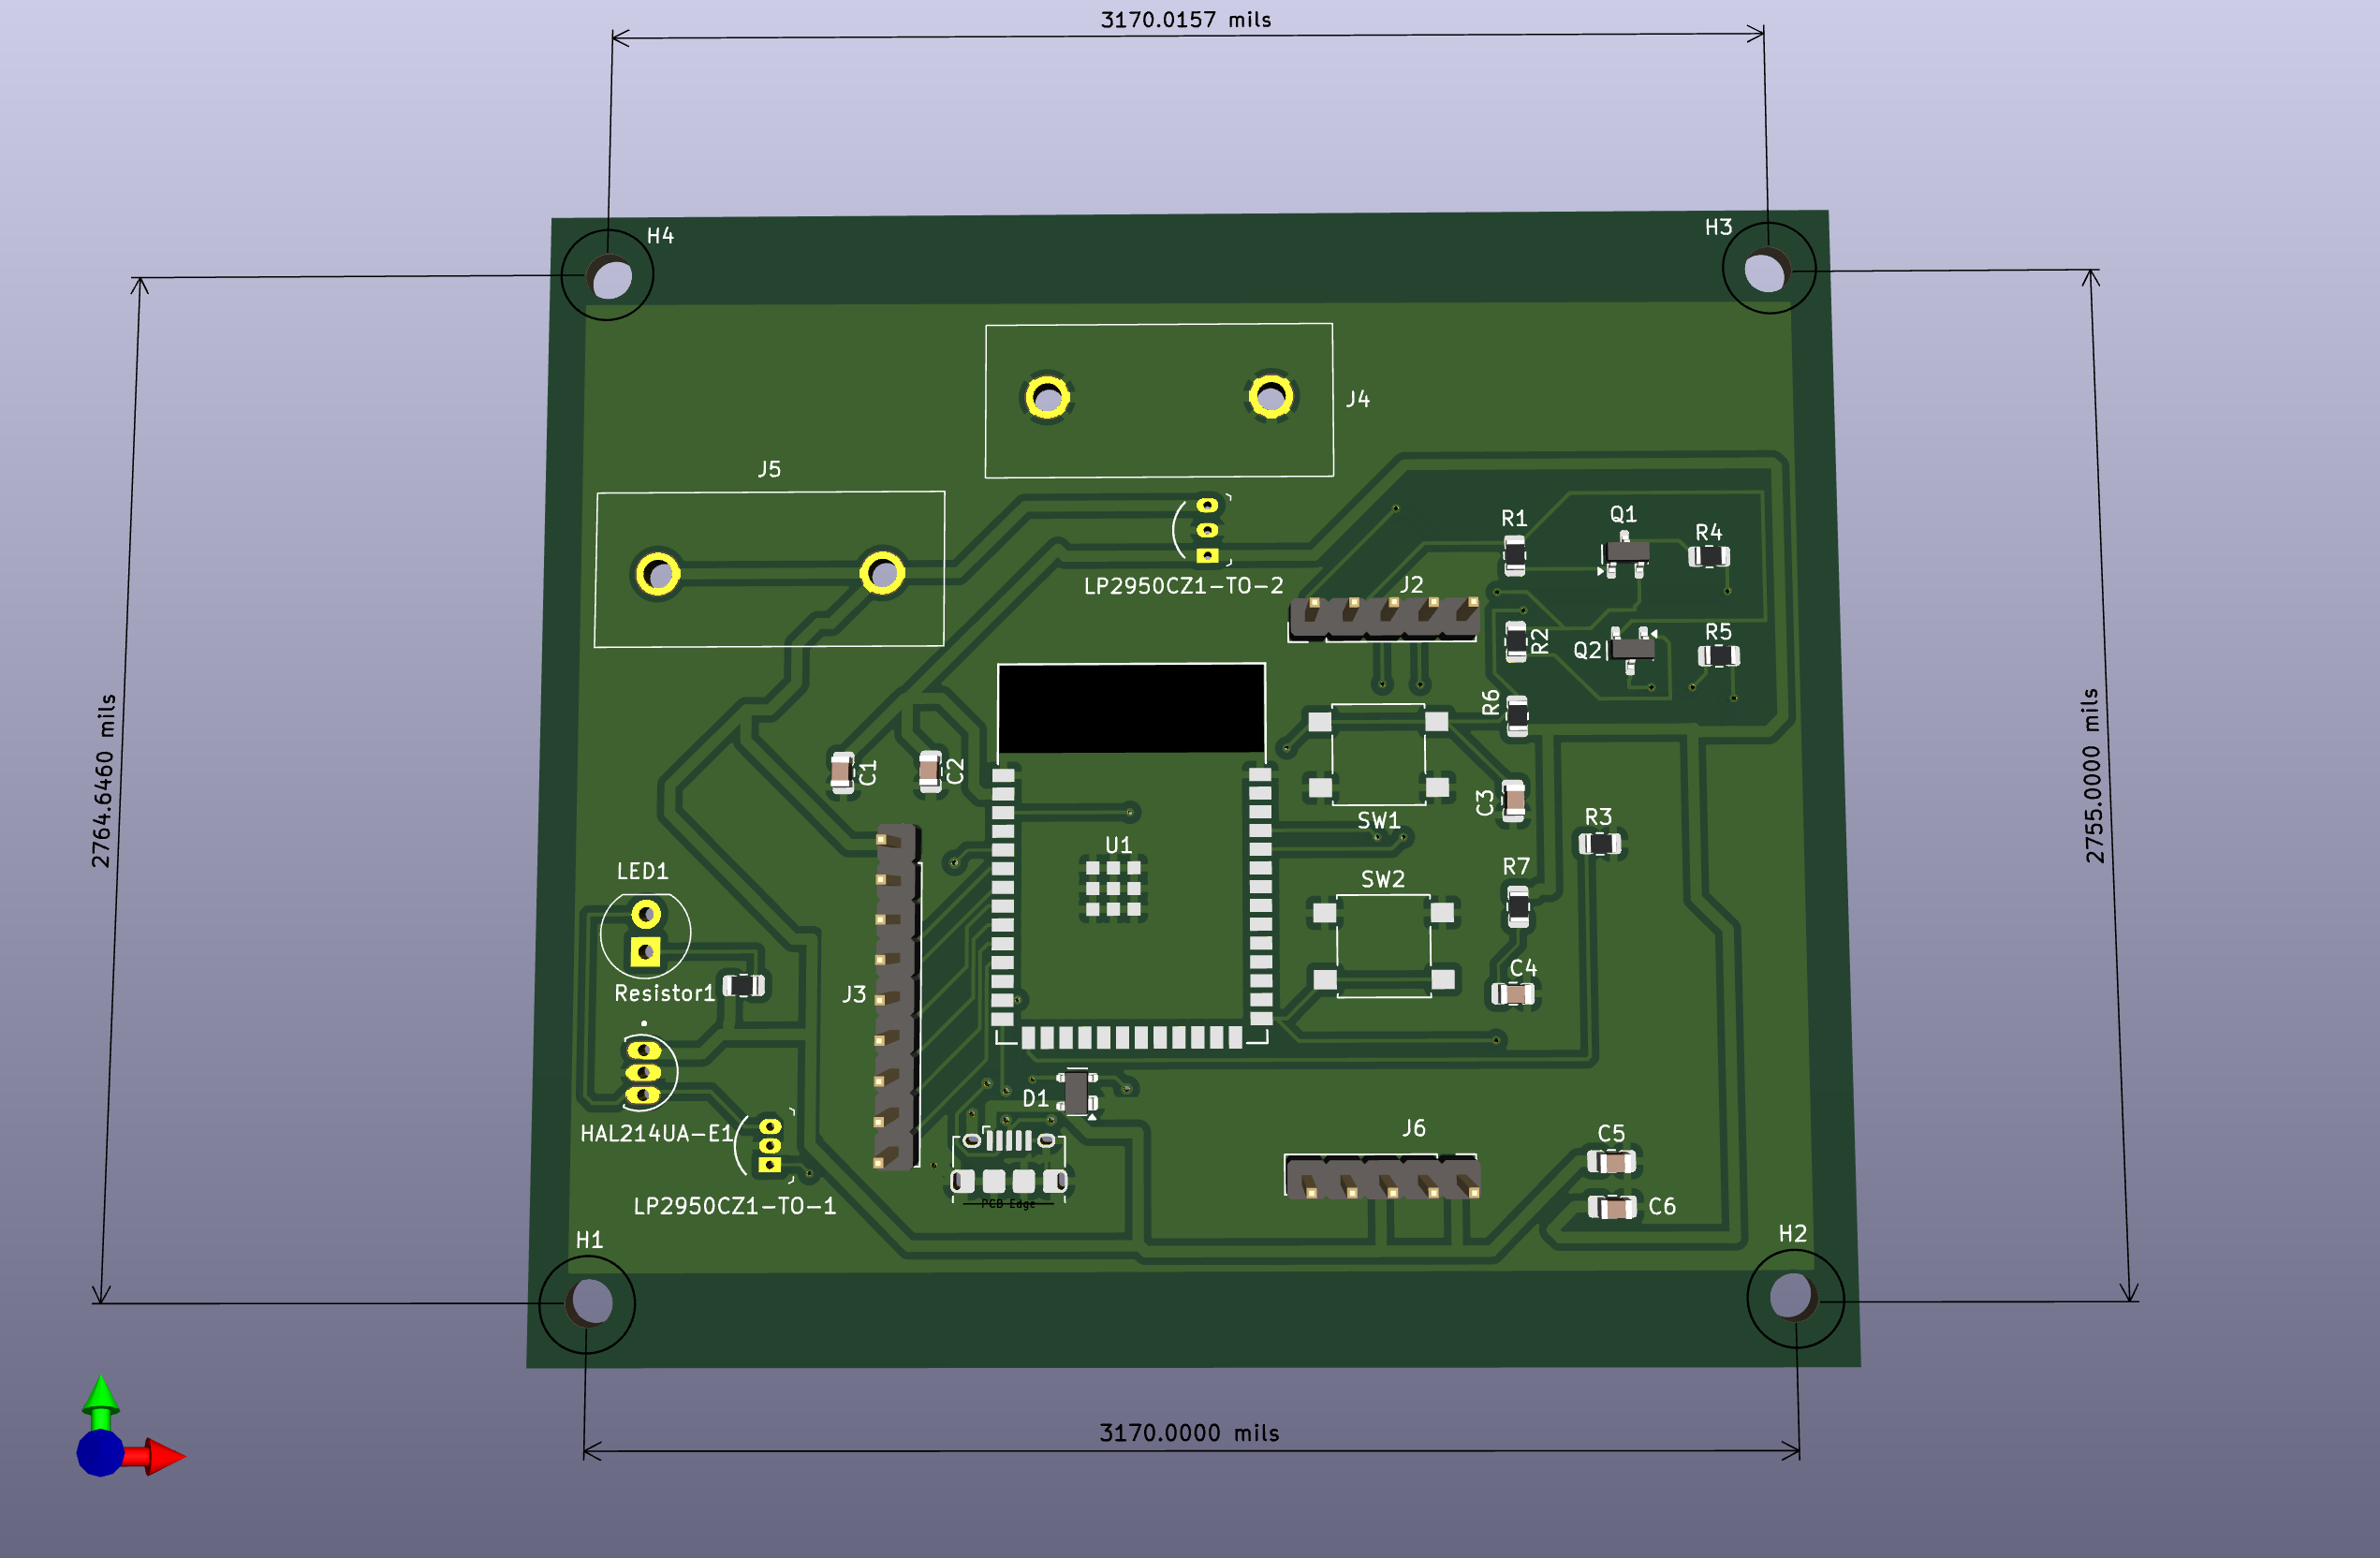 3170.0157 mils
H4
H3
J4
J5
Q1
R1
R4
J2
LP2950CZ1-TO-2
R2
Q2
R5
R6
2764.6460 mils
2755.0000 mils
C1
C2
C3
SW1
R3
U1
LED1
R7
SW2
C4
Resistor1
J3
D1
J6
C5
HAL214UA-E1
LP2950CZ1-TO-1
PCB Edge
C6
H1
H2
3170.0000 mils